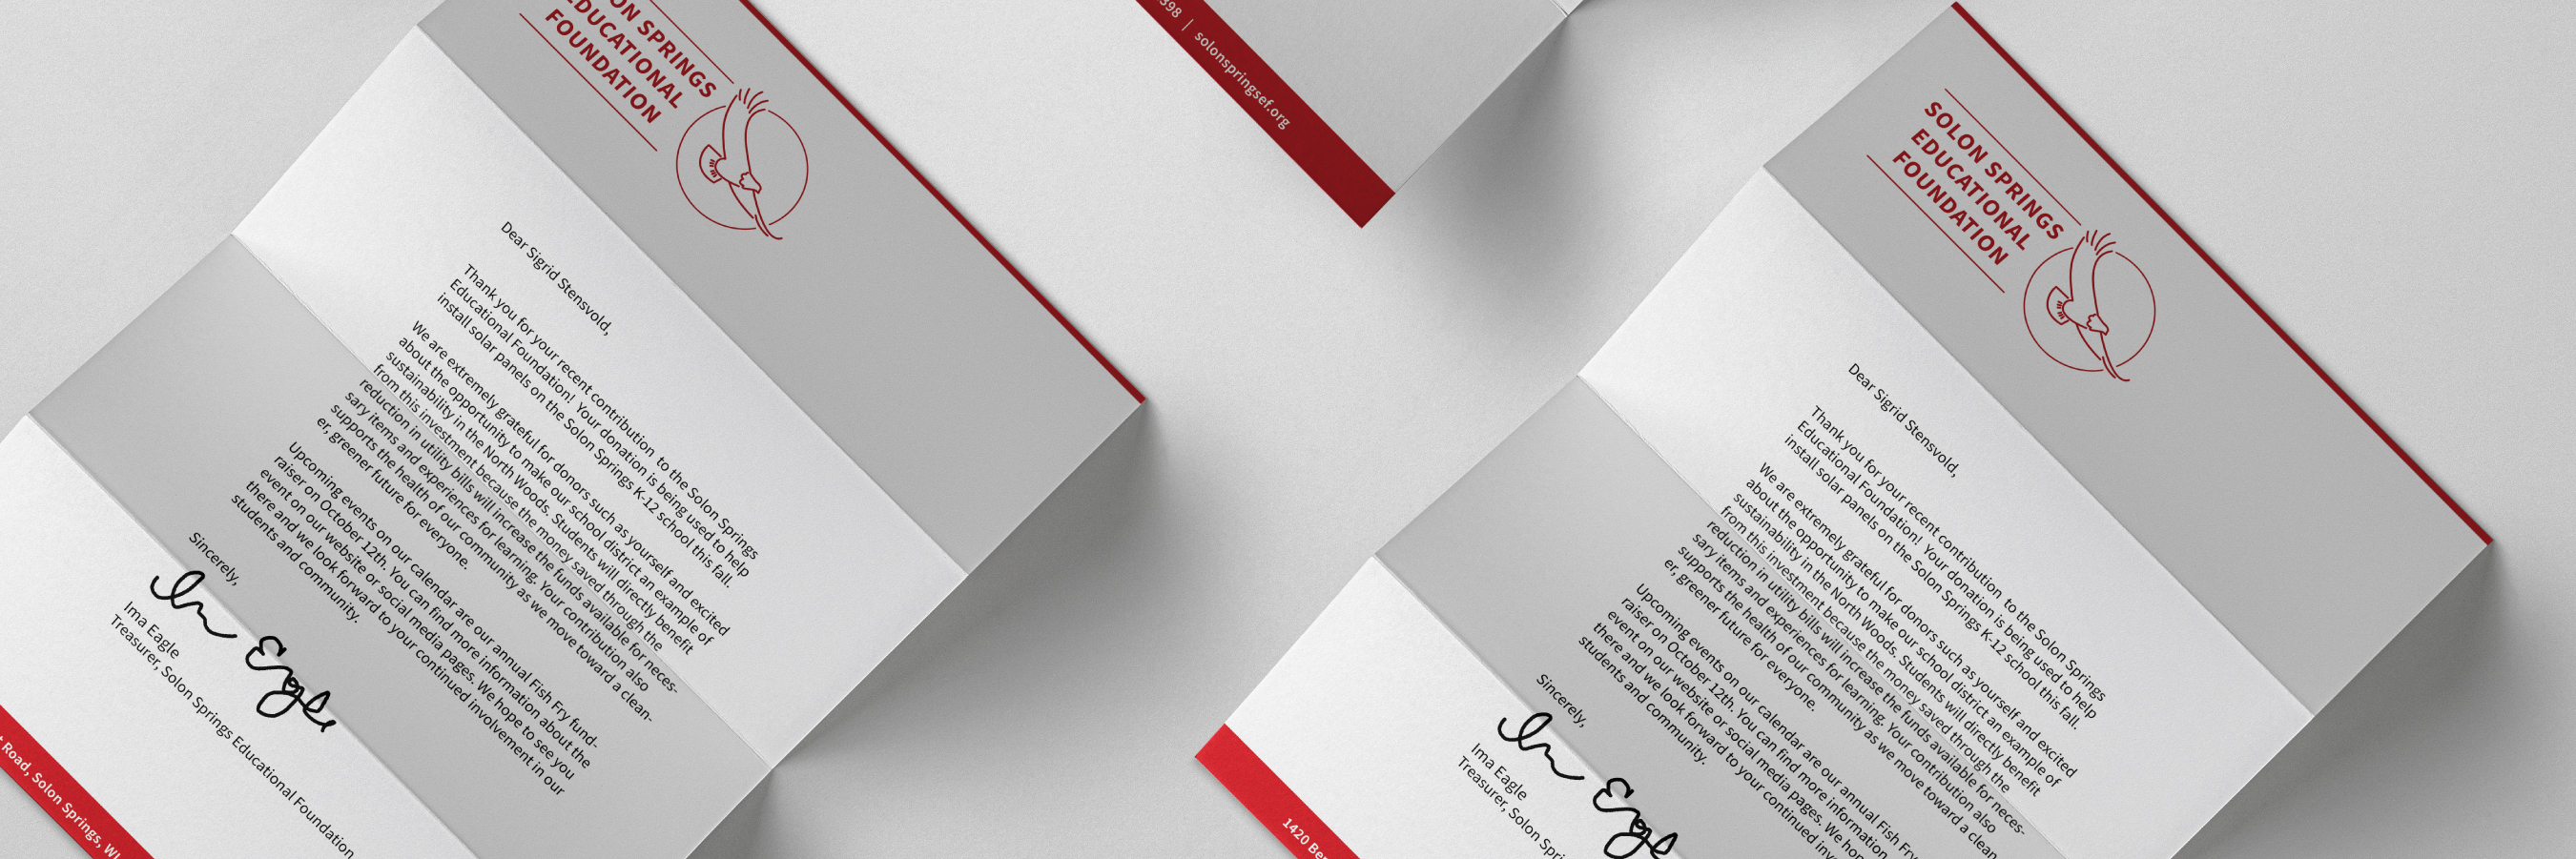 ON SPRINGS
EDUCATIONAL
FOUNDATION
Dear Sigrid Stensvold,
Thank you for your recent contribution to the Solon Springs
Educational Foundation! Your donation is being used to help
install solar panels on the Solon Springs K-12 school this fall.
We are extremely grateful for donors such as yourself and excited
about the opportunity to make our school district an example of
sustainability in the North Woods. Students will directly benefit
from this investment because the money saved through the
reduction in utility bills will increase the funds available for neces-
sary items and experiences for learning. Your contribution also
supports the health of our community as we move toward a clean-
er, greener future for everyone.
Upcoming events on our calendar are our annual Fish Fry fund-
raiser on October 12th. You can find more information about the
event on our website or social media pages. We hope to see you
there and we look forward to your continued involvement in our
students and community.
Sincerely,
Im Eagle
Ima Eagle
Treasurer, Solon Springs Educational Foundation
t Road, Solon Springs, WI
398 | solonspringsef.org
SOLON SPRINGS
EDUCATIONAL
FOUNDATION
Dear Sigrid Stensvold,
Thank you for your recent contribution to the Solon Springs
Educational Foundation! Your donation is being used to help
install solar panels on the Solon Springs K-12 school this fall.
We are extremely grateful for donors such as yourself and excited
about the opportunity to make our school district an example of
sustainability in the North Woods. Students will directly benefit
from this investment because the money saved through the
reduction in utility bills will increase the funds available for neces-
sary items and experiences for learning. Your contribution also
supports the health of our community as we move toward a clean
er, greener future for everyone.
Upcoming events on our calendar are our annual Fish Fry
raiser on October 12th. You can find more information
event on our website or social media pages. We hop
there and we look forward to your continued inv
students and community.
Sincerely,
Im Eagle
Ima Eagle
Treasurer, Solon Spri
1420 Be